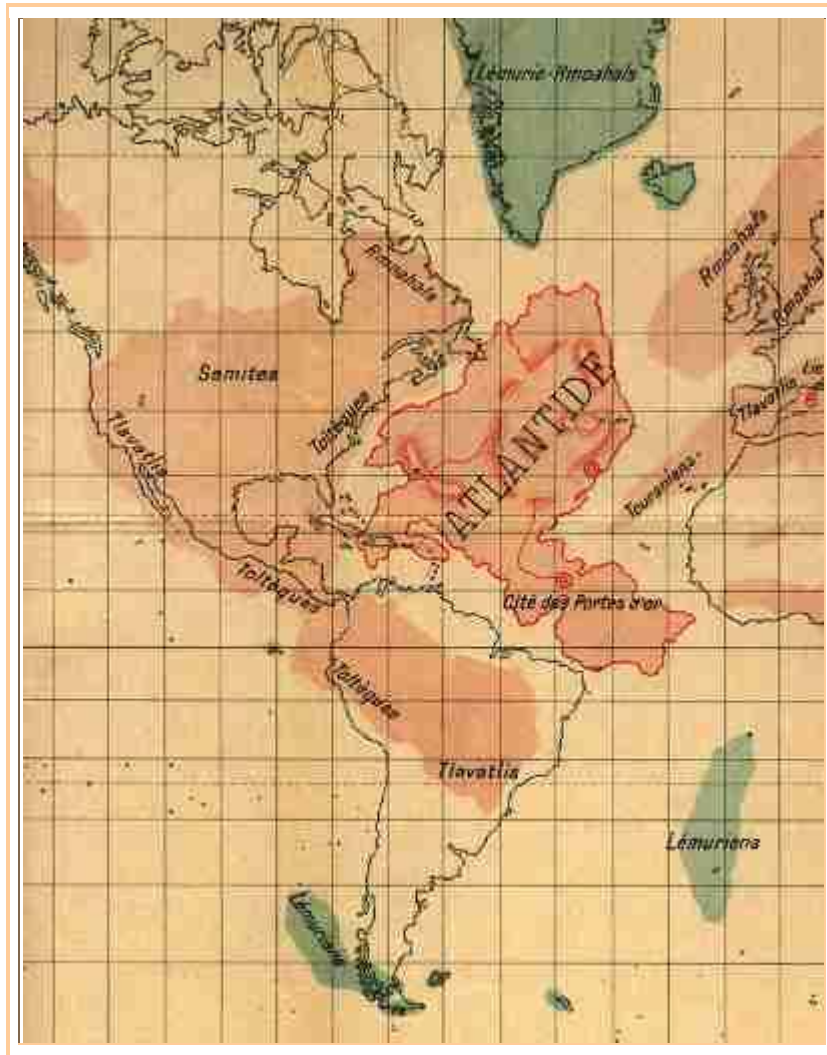 Lémurie-Rmoahals
Rmoahals
Rmoahals
Semites
Tlavatlis
Toltèques
Toltèques
ATLANTIDE
Touraniens
Tlavatlis
Cité des Portes d'or
Toltèques
Tlavatlis
Lémuriens
Lémuriens